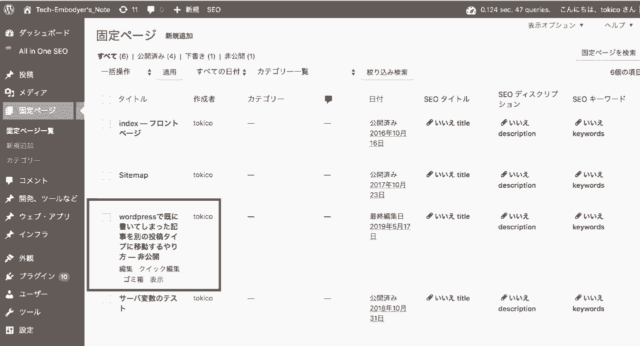 Tech-Embodyer's_Note 11 0 + 新規 SEO 0.124 sec. 47 queries. こんにちは、tokico さん
ダッシュボード
All in One SEO
投稿
メディア
固定ページ
固定ページ一覧
新規追加
カテゴリー
コメント
開発、ツールなど
ウェブ・アプリ
インフラ
外観
プラグイン 10
ユーザー
ツール
設定
表示オプション ▼ ヘルプ ▼
固定ページ 新規追加
すべて (6) | 公開済み (4) | 下書き (1) | 非公開 (1)
固定ページを検索
一括操作 適用 すべての日付 カテゴリー一覧 絞り込み検索
6個の項
タイトル 作成者 カテゴリー 日付 SEO タイトル SEO ディスクリプ
ション SEO キーワード
index — フロント
ページ
tokico — —
公開済み
2016年10月
16日
いいえ title
いいえ
description
いいえ
keywords
Sitemap
tokico — —
公開済み
2017年10月
23日
いいえ title
いいえ
description
いいえ
keywords
wordpressで既に
書いてしまった記
事を別の投稿タイ
プに移動するやり
方 — 非公開
編集 クイック編集
ゴミ箱 表示
tokico — —
最終編集日
2019年5月17
日
いいえ title
いいえ
description
いいえ
keywords
サーバ変数のテス
ト
tokico — —
公開済み
2018年10月
31日
いいえ title
いいえ
description
いいえ
keywords